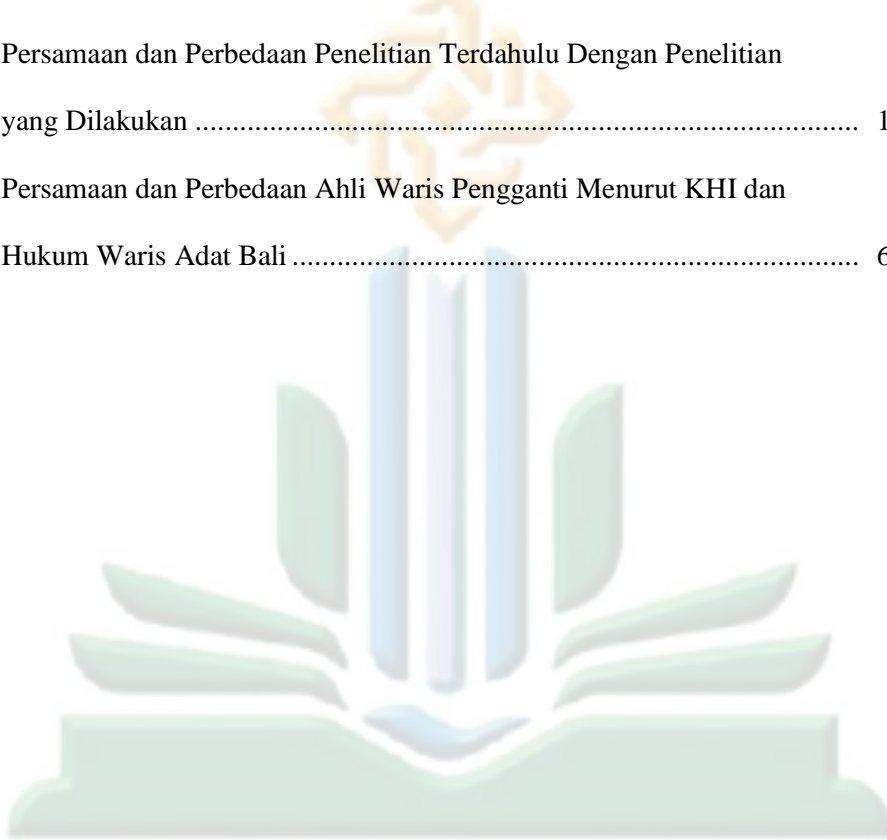 Persamaan dan Perbedaan Penelitian Terdahulu Dengan Penelitian
yang Dilakukan ........................................................................................ 1
Persamaan dan Perbedaan Ahli Waris Pengganti Menurut KHI dan
Hukum Waris Adat Bali ........................................................................... 6